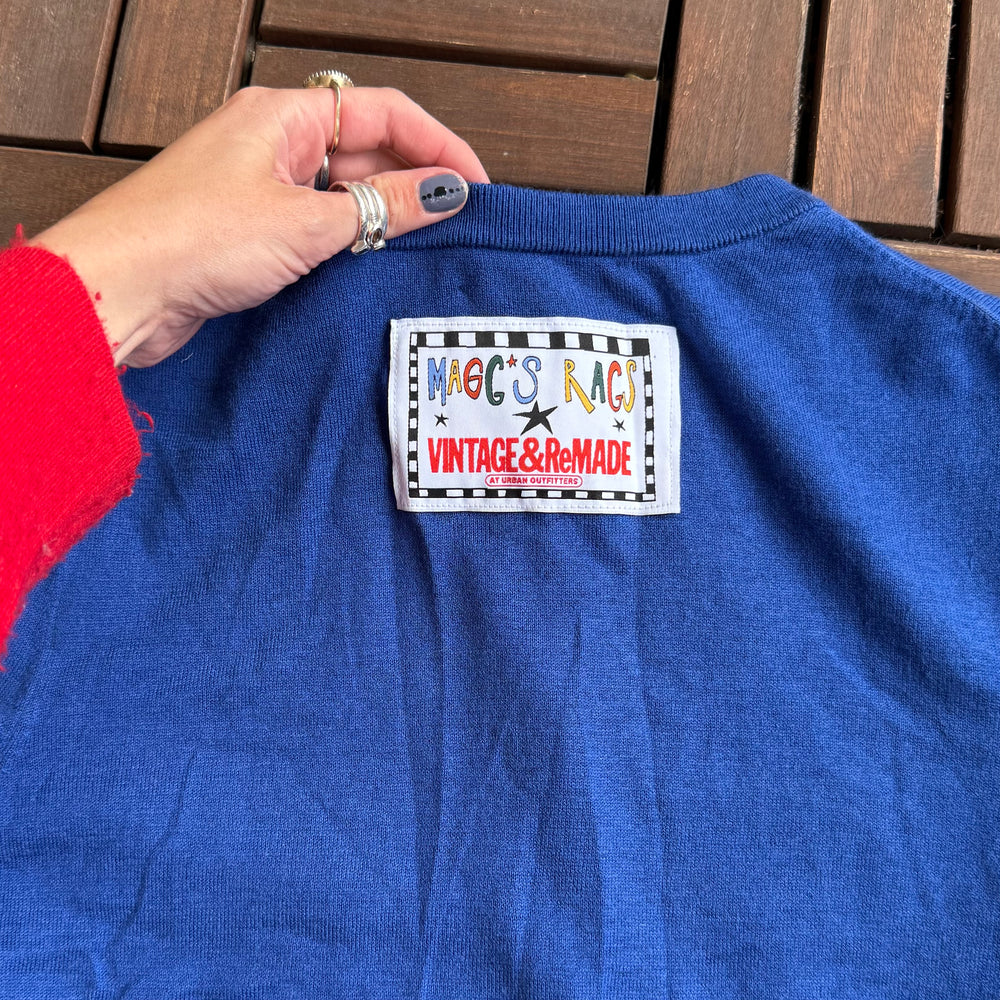 MAGG*S RAGS
VINTAGE&ReMADE
AT URBAN OUTFITTERS